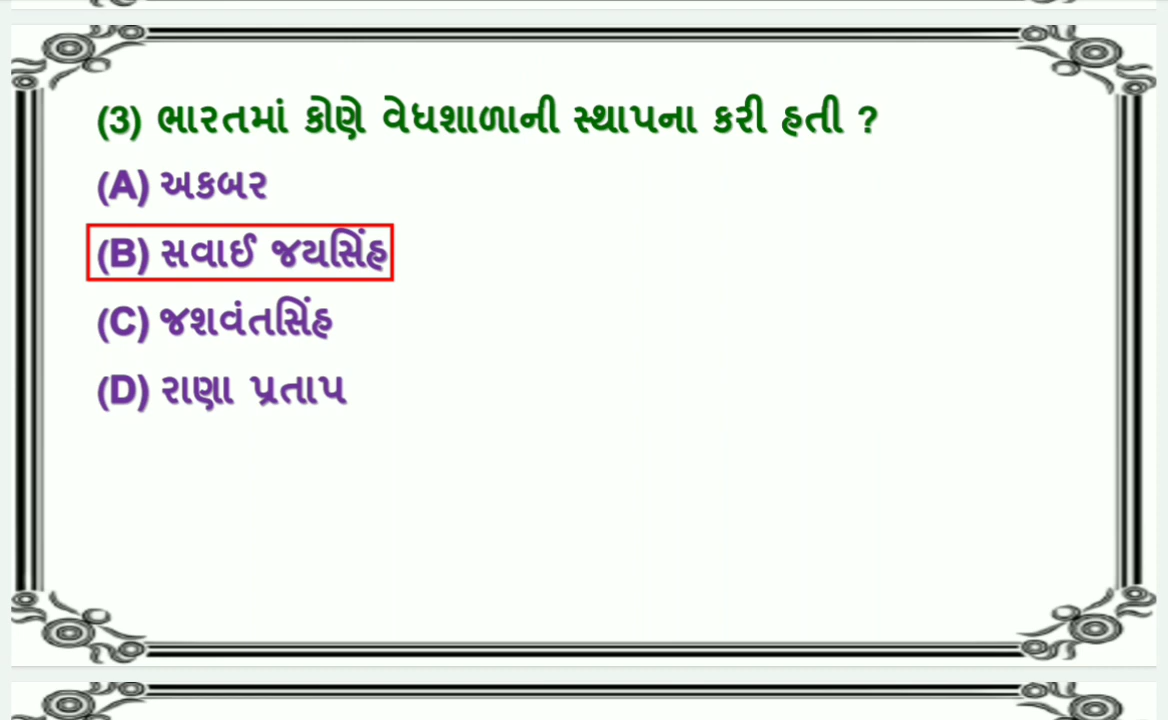 (3) ભારતમાં કોણે વેધશાળાની સ્થાપના કરી હતી ?
(A) અકબર
(B) સવાઈ જયસિંહ
(C) જશવંતસિંહ
(D) રાણા પ્રતાપ